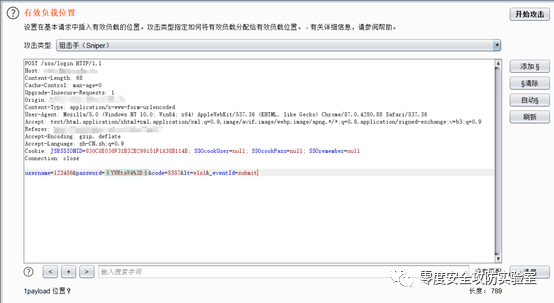 有效负载位置
开始攻击
设置在基本请求中插入有效负载的位置。攻击类型指定如何将有效负载分配给有效负载位置。 - 有关详细信息，请参阅帮助。
攻击类型: 狙击手（Sniper）
POST /sso/login HTTP/1.1
Host:
Content-Length: 68
Cache-Control: max-age=0
Upgrade-Insecure-Requests: 1
Origin:
Content-Type: application/x-www-form-urlencoded
User-Agent: Mozilla/5.0 (Windows NT 10.0; Win64; x64) AppleWebKit/537.36 (KHTML, like Gecko) Chrome/87.0.4280.88 Safari/537.36
Accept: text/html,application/xhtml+xml,application/xml;q=0.9,image/avif,image/webp,image/apng,*/*;q=0.8,application/signed-exchange;v=b3;q=0.9
Referer:
Accept-Encoding: gzip, deflate
Accept-Language: zh-CN,zh;q=0.9
Cookie: JSESSIONID=830C8E036F31B32B299151F1A38B114B; SSOcookUser=null; SSOcookPass=null; SSOremember=null
Connection: close
username=123456&password=§YWRtaW4%3D§&code=5357&lt=e1s1&_eventId=submit
添加 §
§清除
自动§
刷新
? < + > 输入搜索字词
零度安全攻防实验室
1payload 位置?
长度: 789